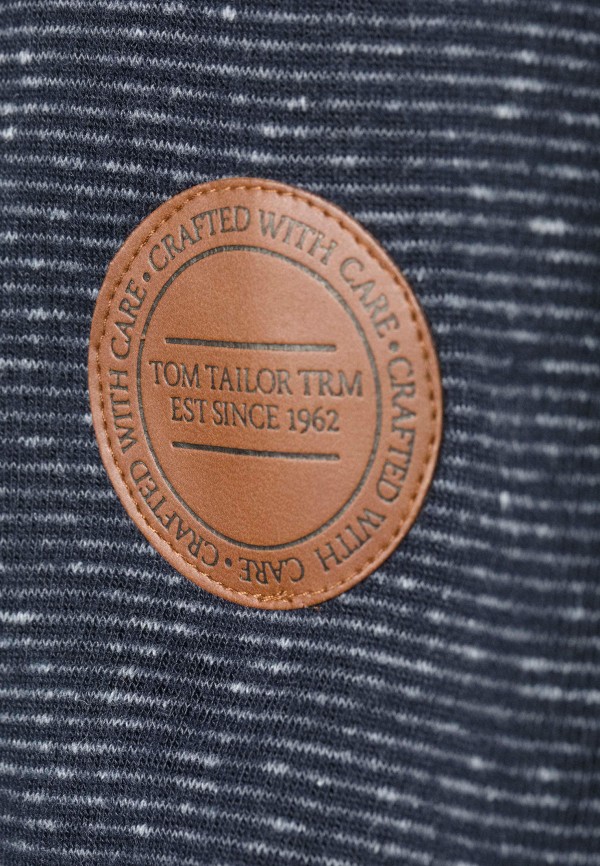 CRAFTED WITH CARE • CRAFTED WITH CARE • CRAFTED WITH CARE •
TOM TAILOR TRM
EST SINCE 1962